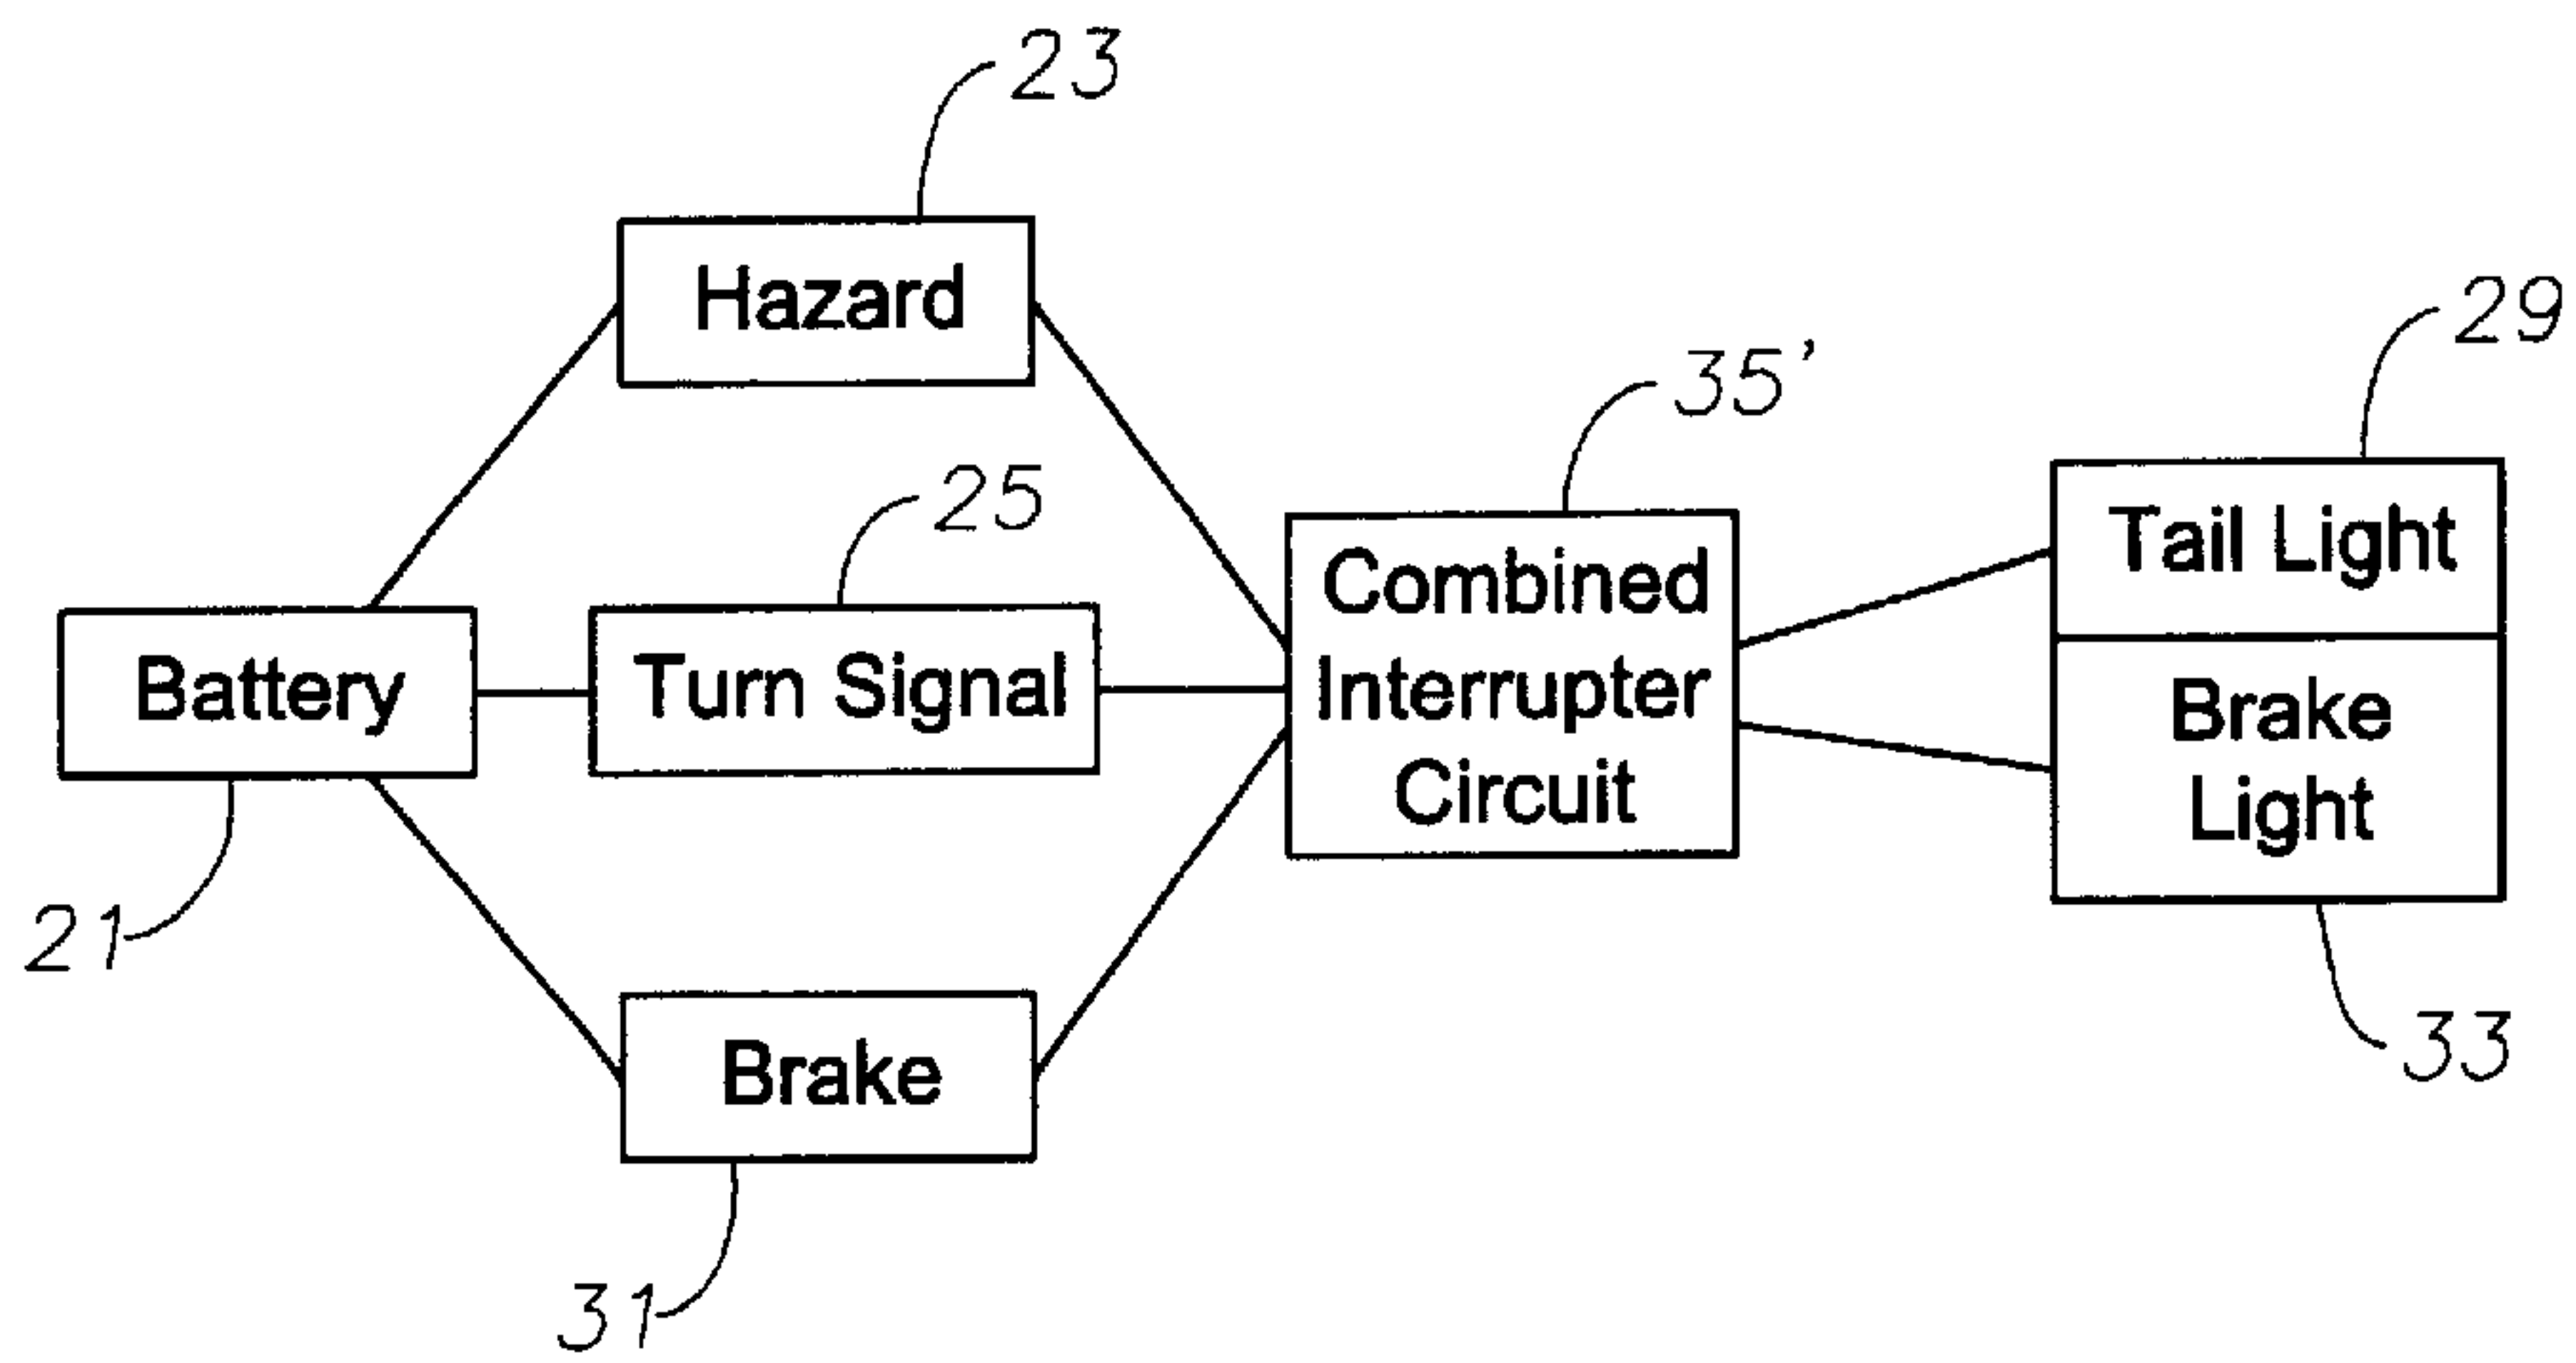 23
Hazard
29
35'
25
Tail Light
Combined
Interrupter
Circuit
Battery
Turn Signal
Brake
Light
21
33
Brake
31